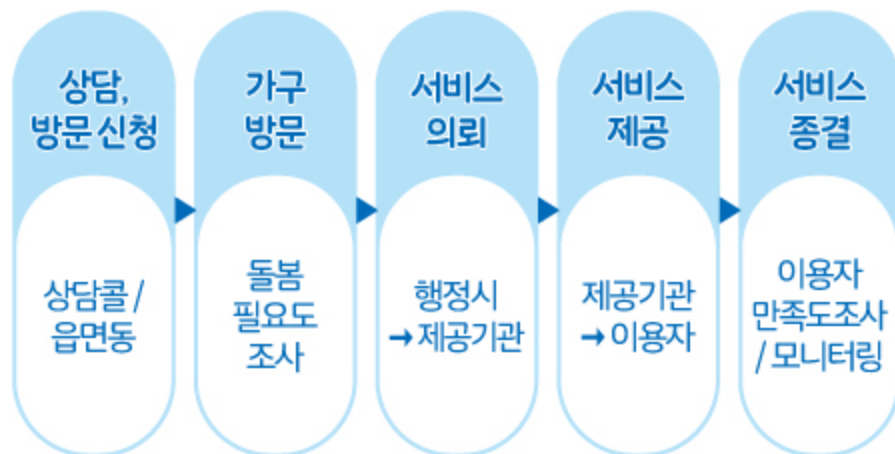 상담,
방문 신청
상담콜 /
읍면동
가구
방문
돌봄
필요도
조사
서비스
의뢰
행정시
→ 제공기관
서비스
제공
제공기관
→ 이용자
서비스
종결
이용자
만족도조사
/ 모니터링